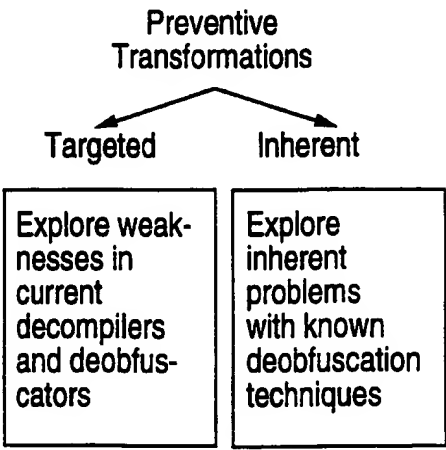 Preventive
Transformations
Targeted
Inherent
Explore weak-
nesses in
current
decompilers
and deobfus-
cators
Explore
inherent
problems
with known
deobfuscation
techniques